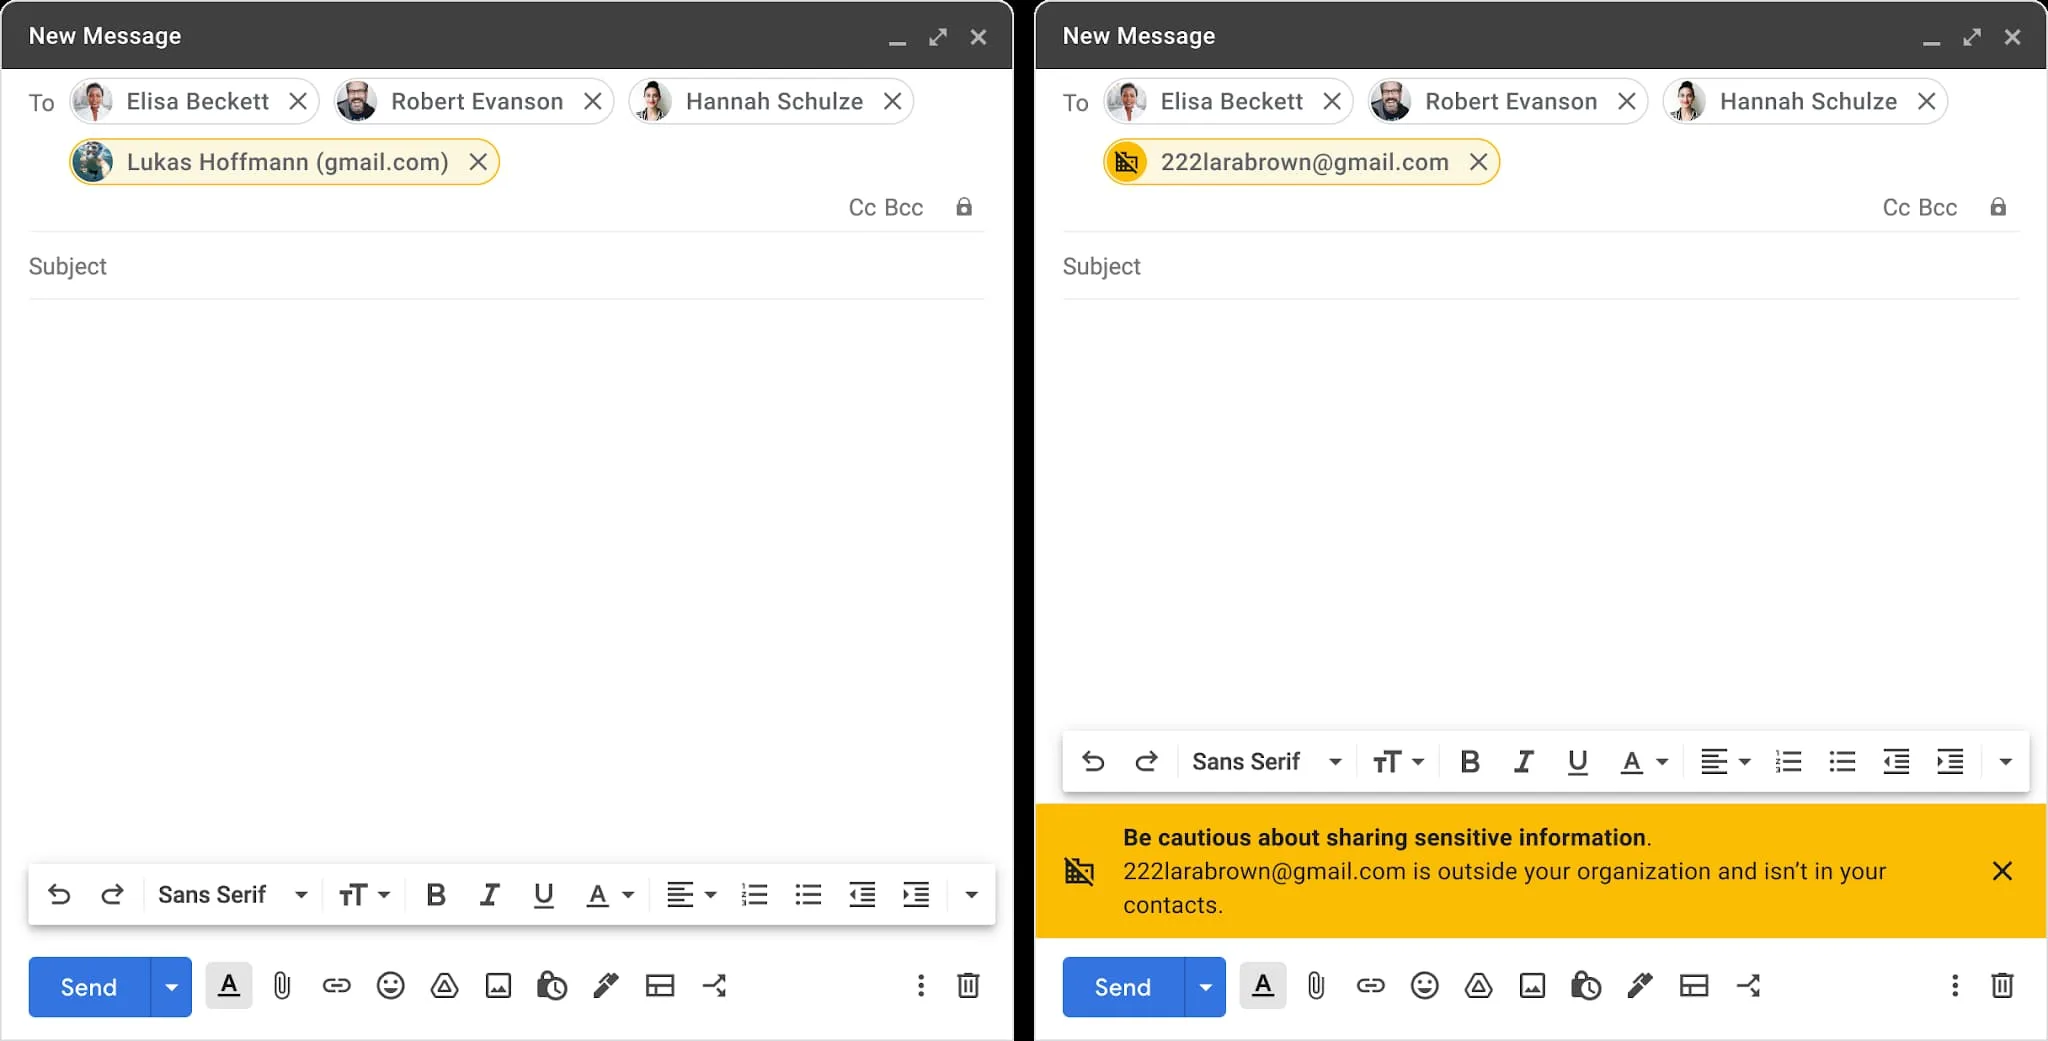 New Message
To Elisa Beckett Robert Evanson Hannah Schulze
Lukas Hoffmann (gmail.com)
Cc Bcc
Subject
Sans Serif
Send
New Message
To Elisa Beckett Robert Evanson Hannah Schulze
222larabrown@gmail.com
Cc Bcc
Subject
Sans Serif
Be cautious about sharing sensitive information.
222larabrown@gmail.com is outside your organization and isn’t in your
contacts.
Send